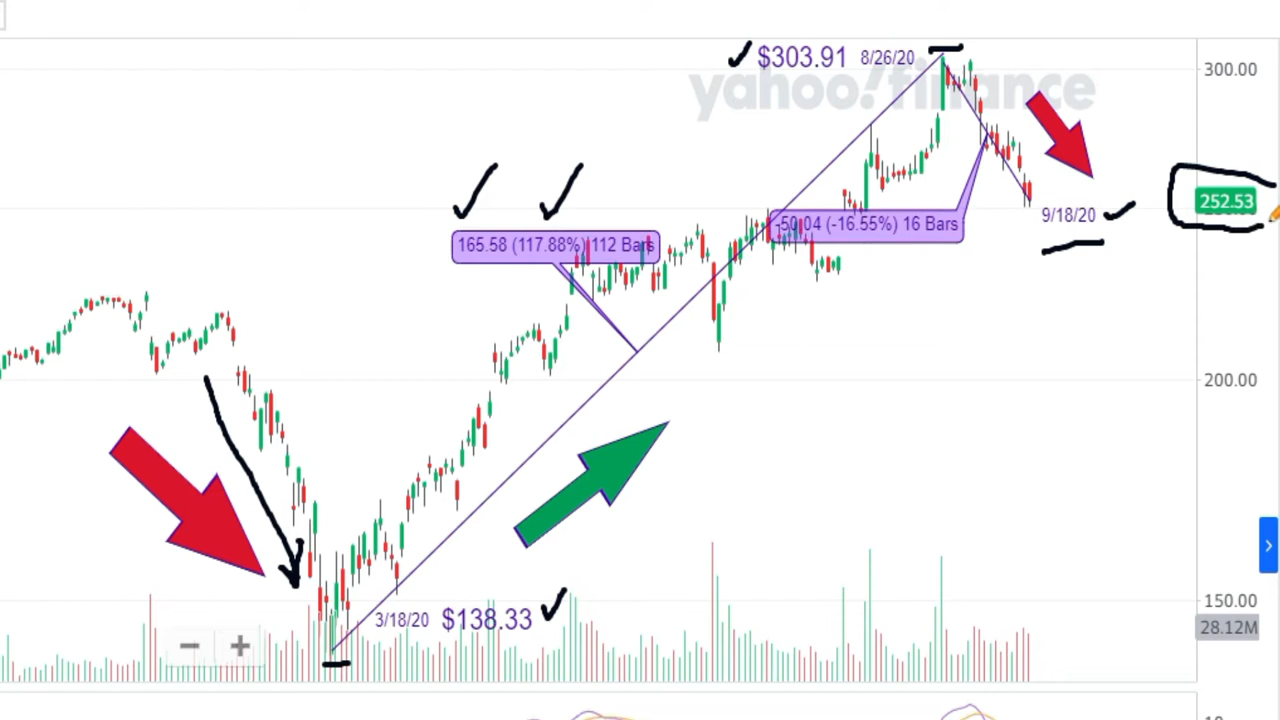 $303.91 8/26/20
yahoo!finance
300.00
252.53
9/18/20
-50.04 (-16.55%) 16 Bars
165.58 (117.88%) 112 Bars
200.00
150.00
3/18/20 $138.33
28.12M